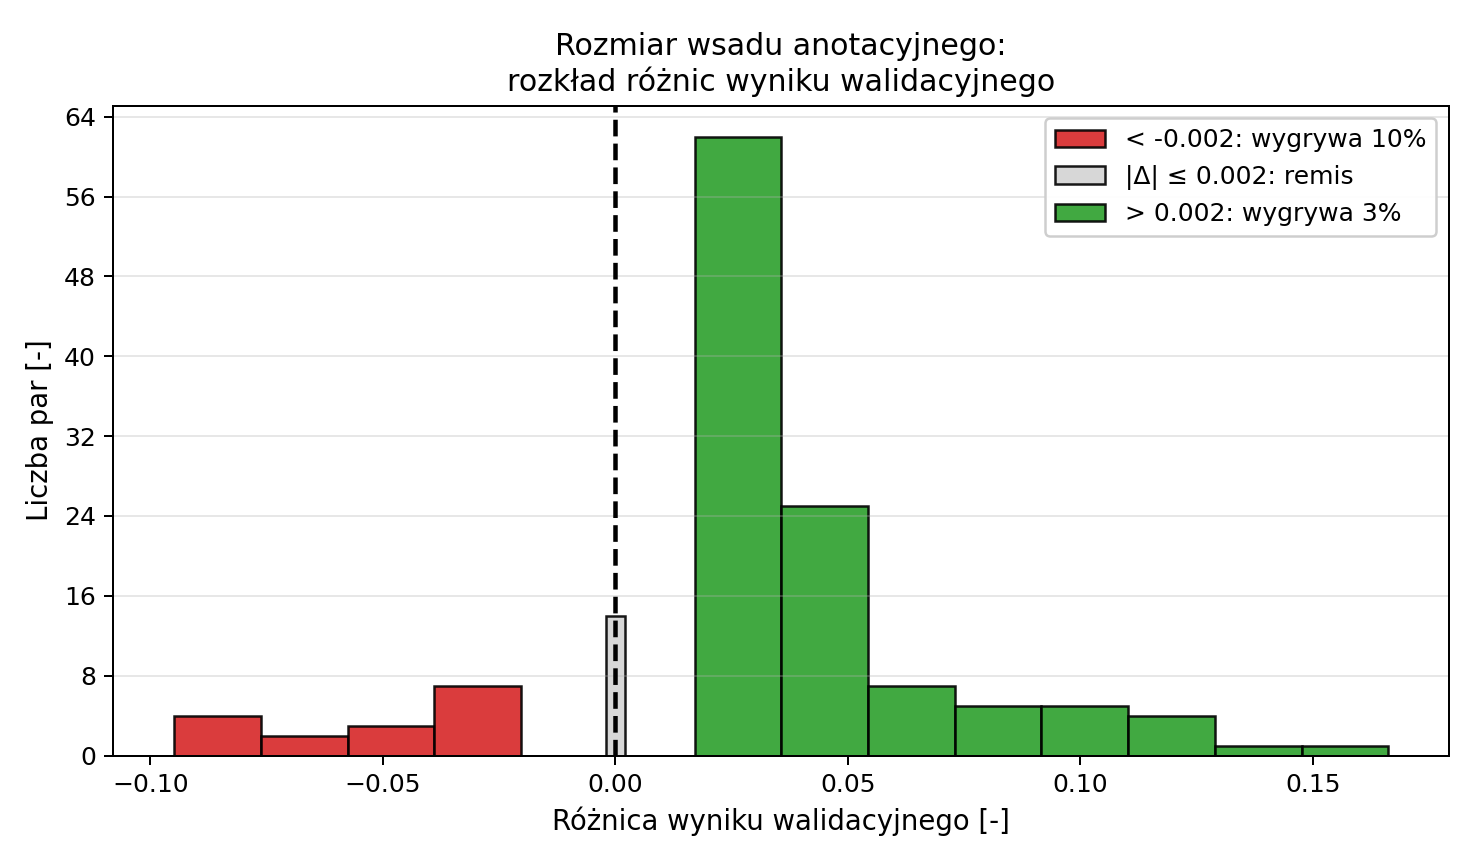 Rozmiar wsadu anotacyjnego:
rozkład różnic wyniku walidacyjnego
< -0.002: wygrywa 10%
|Δ| ≤ 0.002: remis
> 0.002: wygrywa 3%
Liczba par [-]
64
56
48
40
32
24
16
8
0
−0.10
−0.05
0.00
0.05
0.10
0.15
Różnica wyniku walidacyjnego [-]